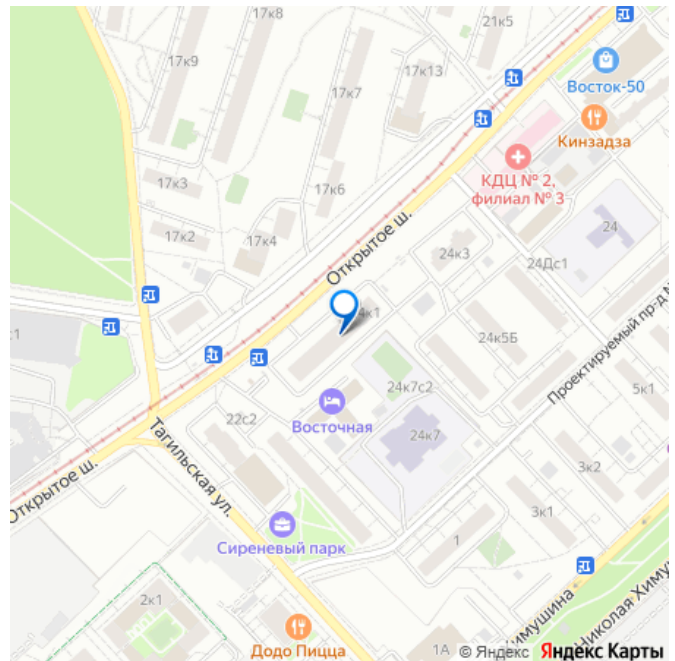 17к8
21к5
17к9
17к13
17к7
Восток-50
Кинзадза
КДЦ № 2,
филиал № 3
17к3
17к6
17к2
17к4
Открытое ш.
24
24к3
24Дс1
24к5Б
Проектируемый пр-д
24к7с2
5к1
22с2
Восточная
24к7
Тагильская ул.
3к2
Открытое ш.
3к1
Сиреневый парк
1
2к1
Додо Пицца
1А
© Яндекс Яндекс Карты